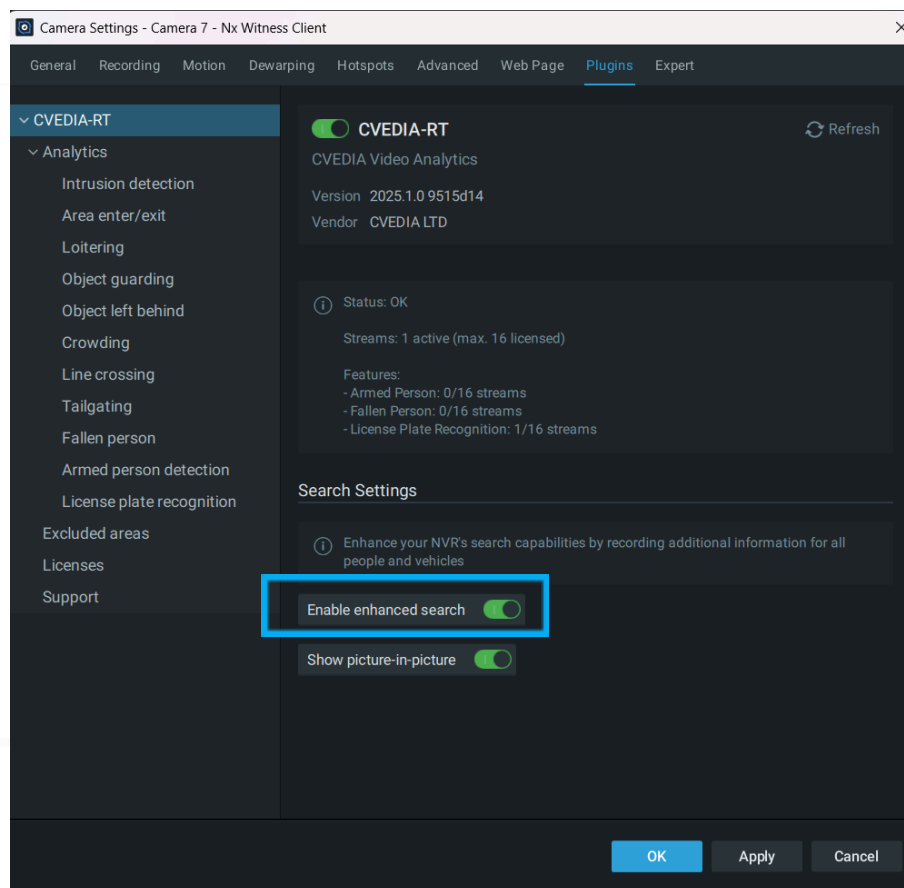 Camera Settings - Camera 7 - Nx Witness Client
General Recording Motion Dewarping Hotspots Advanced Web Page Plugins Expert
CVEDIA-RT
Analytics
Intrusion detection
Area enter/exit
Loitering
Object guarding
Object left behind
Crowding
Line crossing
Tailgating
Fallen person
Armed person detection
License plate recognition
Excluded areas
Licenses
Support
CVEDIA-RT
Refresh
CVEDIA Video Analytics
Version 2025.1.0 9515d14
Vendor CVEDIA LTD
Status: OK
Streams: 1 active (max. 16 licensed)
Features:
- Armed Person: 0/16 streams
- Fallen Person: 0/16 streams
- License Plate Recognition: 1/16 streams
Search Settings
Enhance your NVR's search capabilities by recording additional information for all
people and vehicles
Enable enhanced search
Show picture-in-picture
OK Apply Cancel